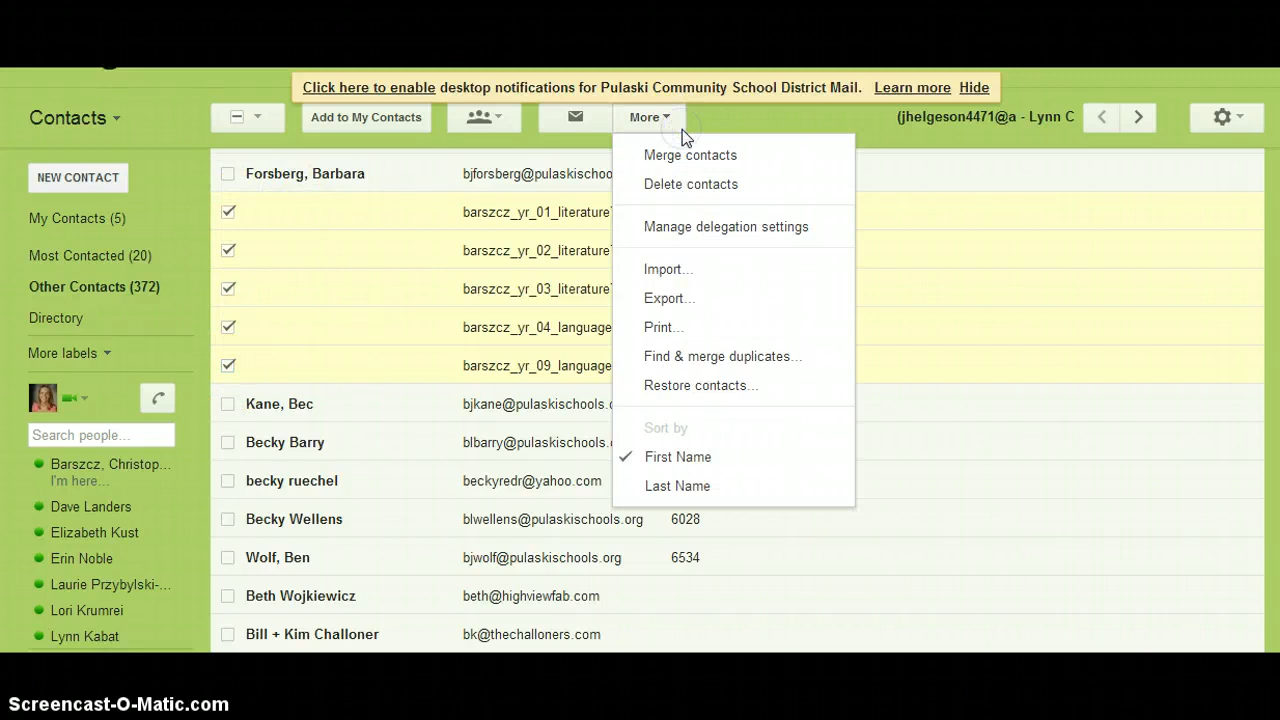 Click here to enable desktop notifications for Pulaski Community School District Mail. Learn more Hide
Contacts
Add to My Contacts
More
(jhelgeson4471@a - Lynn C
NEW CONTACT
My Contacts (5)
Most Contacted (20)
Other Contacts (372)
Directory
More labels
Search people...
Barszcz, Christop...
I'm here...
Dave Landers
Elizabeth Kust
Erin Noble
Laurie Przybylski-...
Lori Krumrei
Lynn Kabat
Forsberg, Barbara bjforsberg@pulaskischoo
barszcz_yr_01_literature
barszcz_yr_02_literature
barszcz_yr_03_literature
barszcz_yr_04_language
barszcz_yr_09_language
Kane, Bec bjkane@pulaskischools.
Becky Barry blbarry@pulaskischools.
becky ruechel beckyredr@yahoo.com
Becky Wellens blwellens@pulaskischools.org 6028
Wolf, Ben bjwolf@pulaskischools.org 6534
Beth Wojkiewicz beth@highviewfab.com
Bill + Kim Challoner bk@thechalloners.com
Merge contacts
Delete contacts
Manage delegation settings
Import...
Export...
Print...
Find & merge duplicates...
Restore contacts...
Sort by
First Name
Last Name
Screencast-O-Matic.com